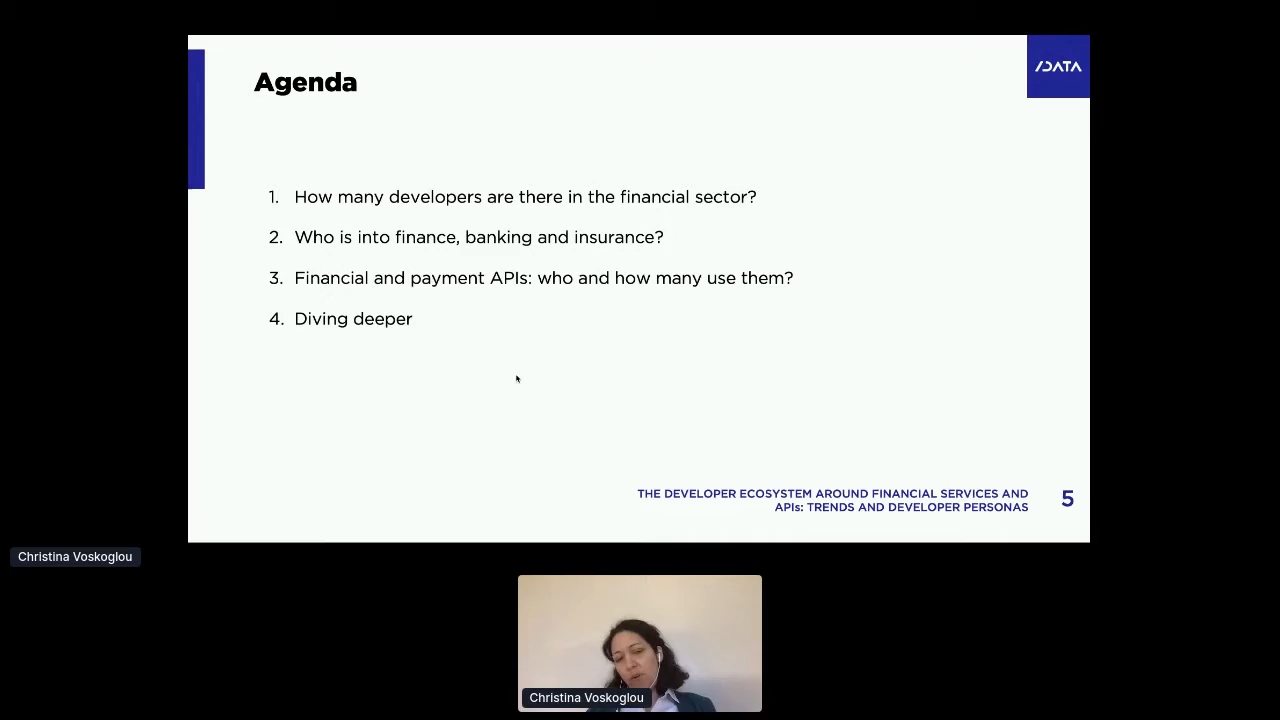 Agenda
/DATA
1. How many developers are there in the financial sector?
2. Who is into finance, banking and insurance?
3. Financial and payment APIs: who and how many use them?
4. Diving deeper
THE DEVELOPER ECOSYSTEM AROUND FINANCIAL SERVICES AND
APIs: TRENDS AND DEVELOPER PERSONAS
5
Christina Voskoglou
Christina Voskoglou